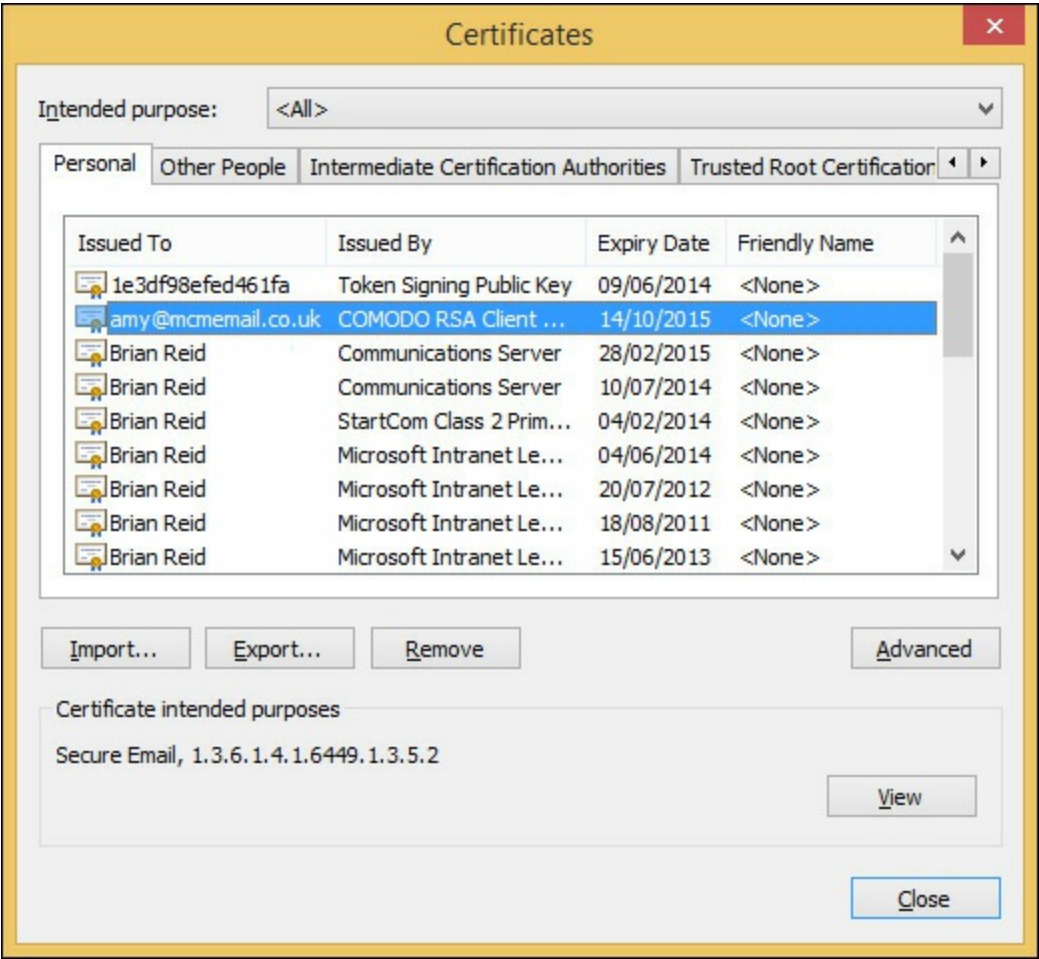 Certificates
Intended purpose: <All>
Personal Other People Intermediate Certification Authorities Trusted Root Certification
Issued To Issued By Expiry Date Friendly Name
1e3df98efed461fa Token Signing Public Key 09/06/2014 <None>
amy@mcmemail.co.uk COMODO RSA Client ... 14/10/2015 <None>
Brian Reid Communications Server 28/02/2015 <None>
Brian Reid Communications Server 10/07/2014 <None>
Brian Reid StartCom Class 2 Prim... 04/02/2014 <None>
Brian Reid Microsoft Intranet Le... 04/06/2014 <None>
Brian Reid Microsoft Intranet Le... 20/07/2012 <None>
Brian Reid Microsoft Intranet Le... 18/08/2011 <None>
Brian Reid Microsoft Intranet Le... 15/06/2013 <None>
Import... Export... Remove Advanced
Certificate intended purposes
Secure Email, 1.3.6.1.4.1.6449.1.3.5.2
View
Close